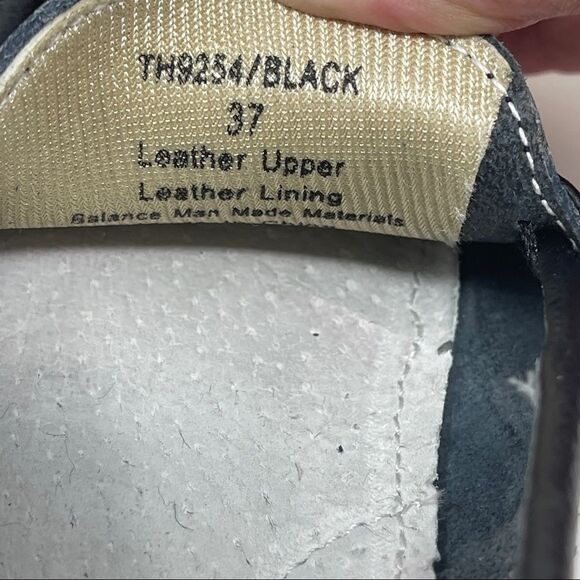 TH9254/BLACK
37
Leather Upper
Leather Lining
Balance Man Made Materials